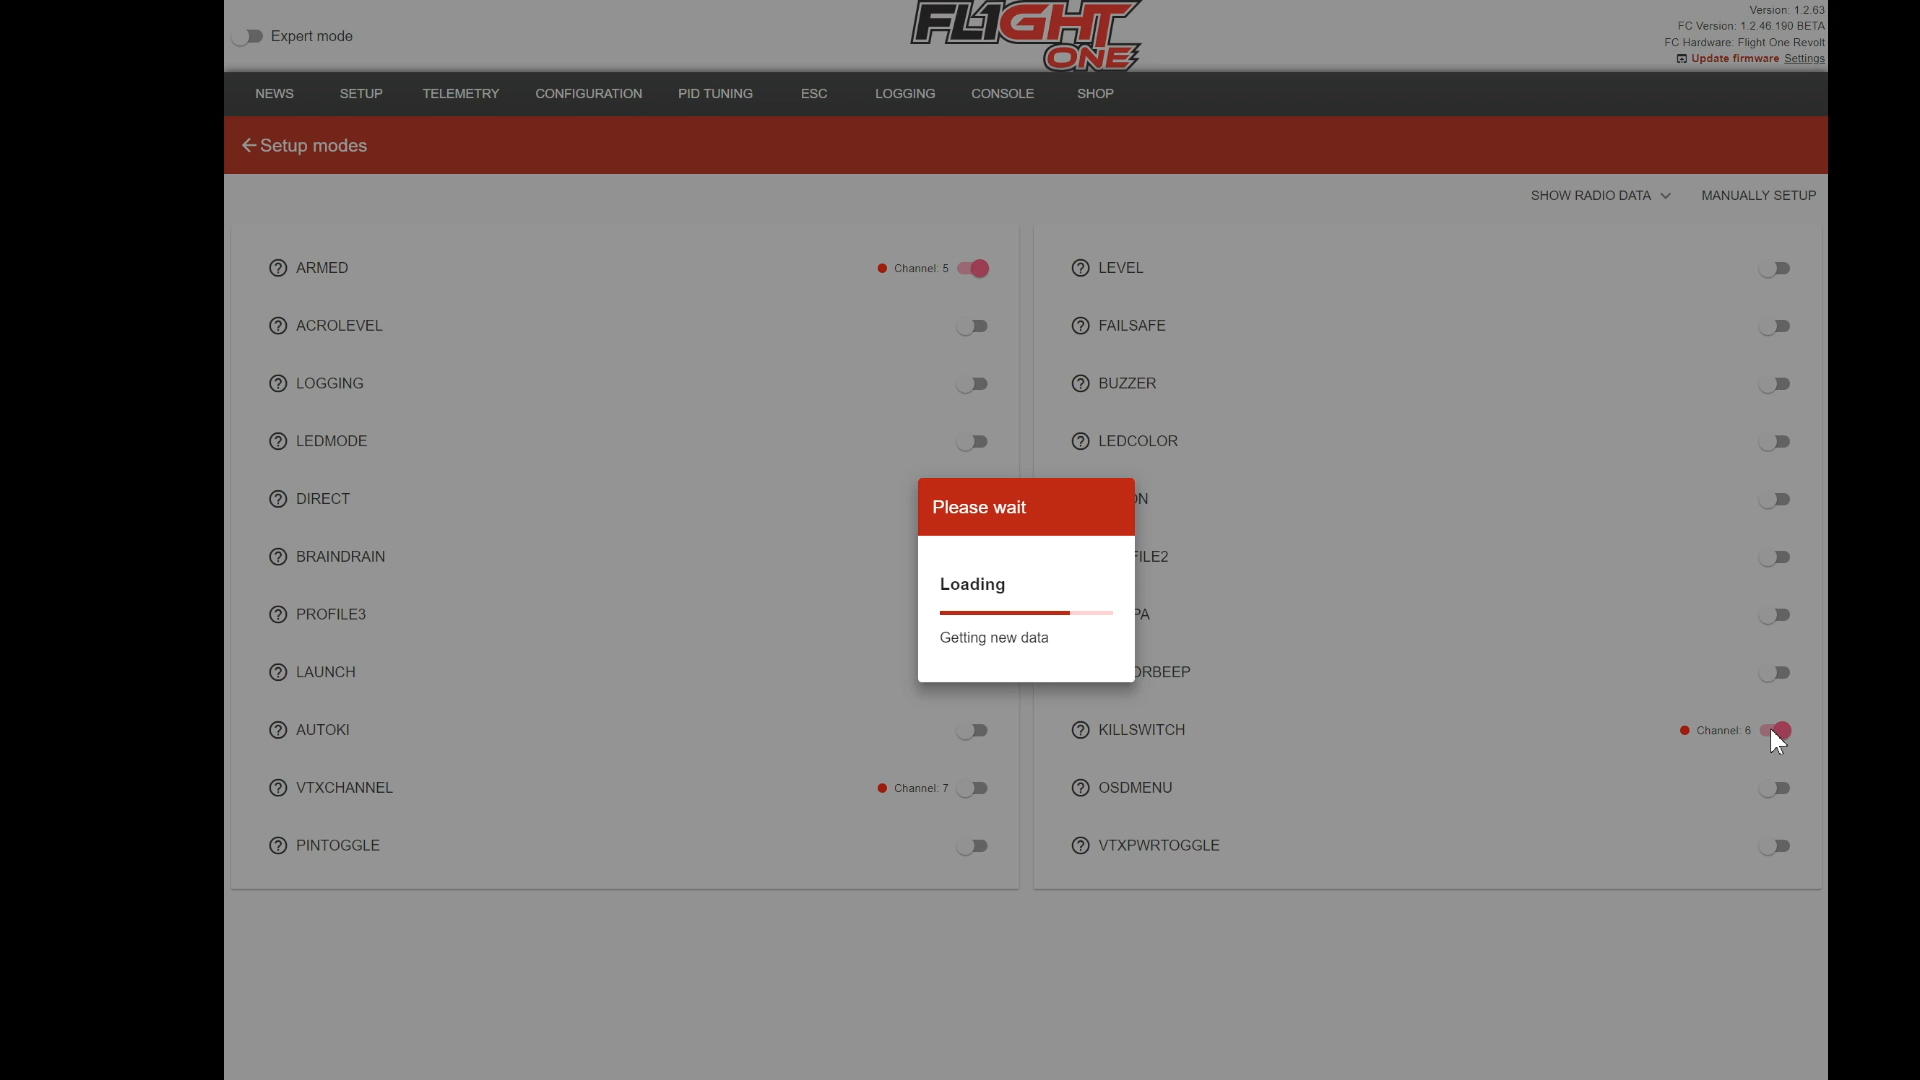 FL1GHT
ONE
Expert mode
Version: 1.2.63
FC Version: 1.2.46.190 BETA
FC Hardware: Flight One Revolt
Update firmware Settings
NEWS SETUP TELEMETRY CONFIGURATION PID TUNING ESC LOGGING CONSOLE SHOP
Setup modes
SHOW RADIO DATA MANUALLY SETUP
ARMED Channel: 5
ACROLEVEL
LOGGING
LEDMODE
DIRECT
BRAINDRAIN
PROFILE3
LAUNCH
AUTOKI
VTXCHANNEL Channel: 7
PINTOGGLE
LEVEL
FAILSAFE
BUZZER
LEDCOLOR
ON
FILE2
PA
ORBEEP
KILLSWITCH Channel: 6
OSDMENU
VTXPWRTOGGLE
Please wait
Loading
Getting new data